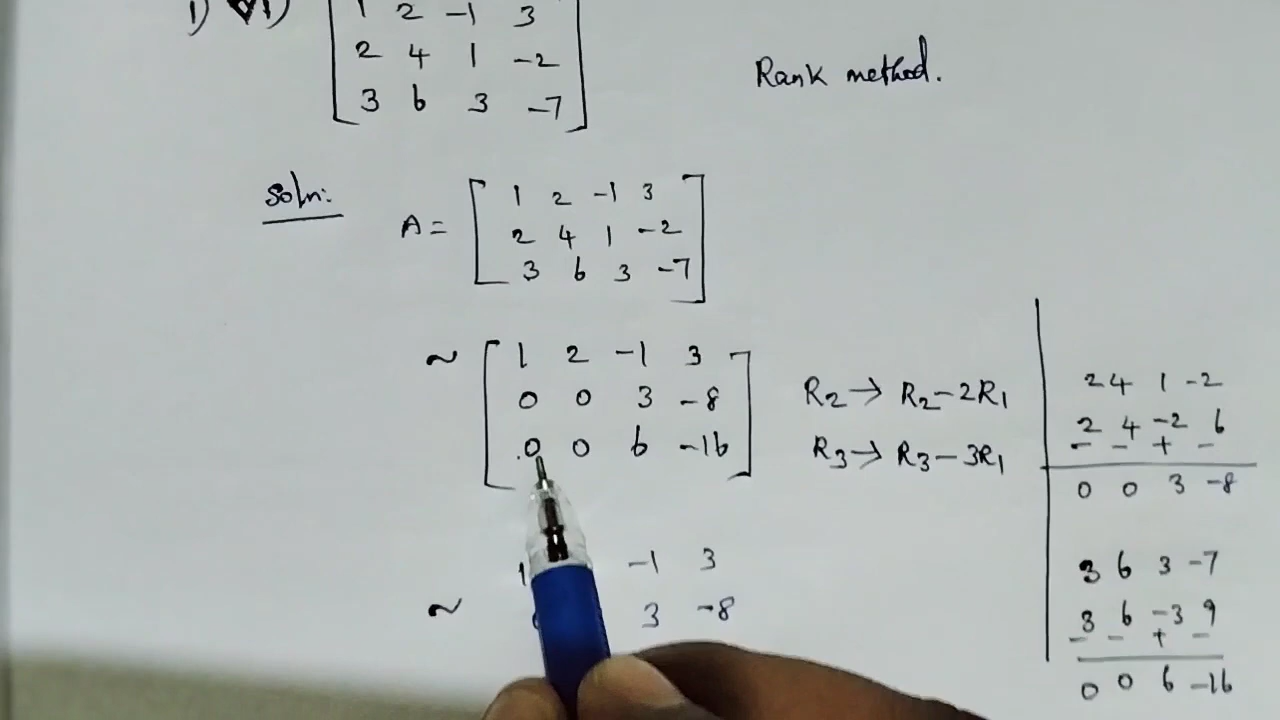 1) vi) 1 2 -1 3
2 4 1 -2
3 6 3 -7
Rank method.
Soln:
A = 1 2 -1 3
2 4 1 -2
3 6 3 -7
~ 1 2 -1 3
0 0 3 -8
0 0 6 -16
R2 → R2-2R1
R3 → R3-3R1
2 4 1 -2
2 4 -2 6
- - + -
0 0 3 -8
3 6 3 -7
3 6 -3 9
- - + -
0 0 6 -16
1 -1 3
~ 3 -8